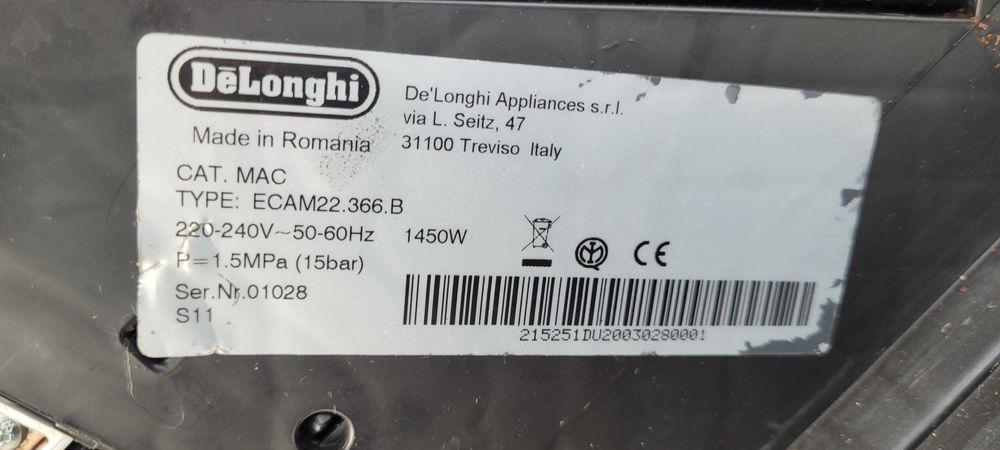 DēLonghi
Made in Romania
De'Longhi Appliances s.r.l.
via L. Seitz, 47
31100 Treviso Italy
CAT. MAC
TYPE: ECAM22.366.B
220-240V~50-60Hz 1450W
P=1.5MPa (15bar)
Ser.Nr.01028
S11
CE
215251DU20030280001